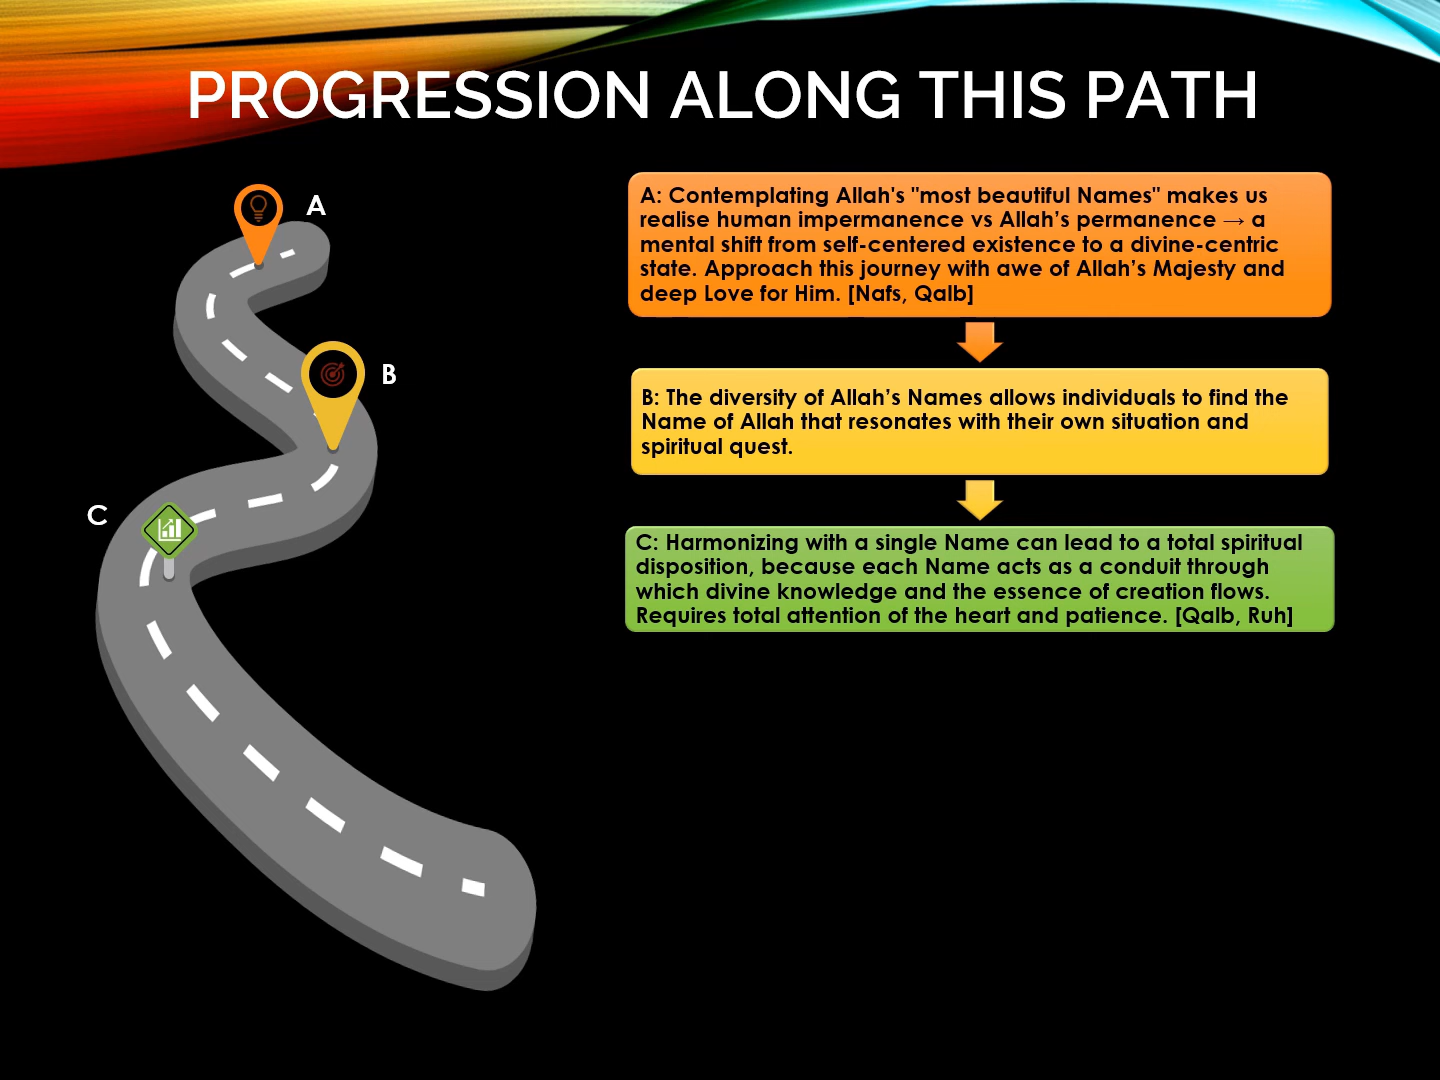 PROGRESSION ALONG THIS PATH
A
B
C
A: Contemplating Allah's "most beautiful Names" makes us
realise human impermanence vs Allah’s permanence → a
mental shift from self-centered existence to a divine-centric
state. Approach this journey with awe of Allah’s Majesty and
deep Love for Him. [Nafs, Qalb]
B: The diversity of Allah’s Names allows individuals to find the
Name of Allah that resonates with their own situation and
spiritual quest.
C: Harmonizing with a single Name can lead to a total spiritual
disposition, because each Name acts as a conduit through
which divine knowledge and the essence of creation flows.
Requires total attention of the heart and patience. [Qalb, Ruh]